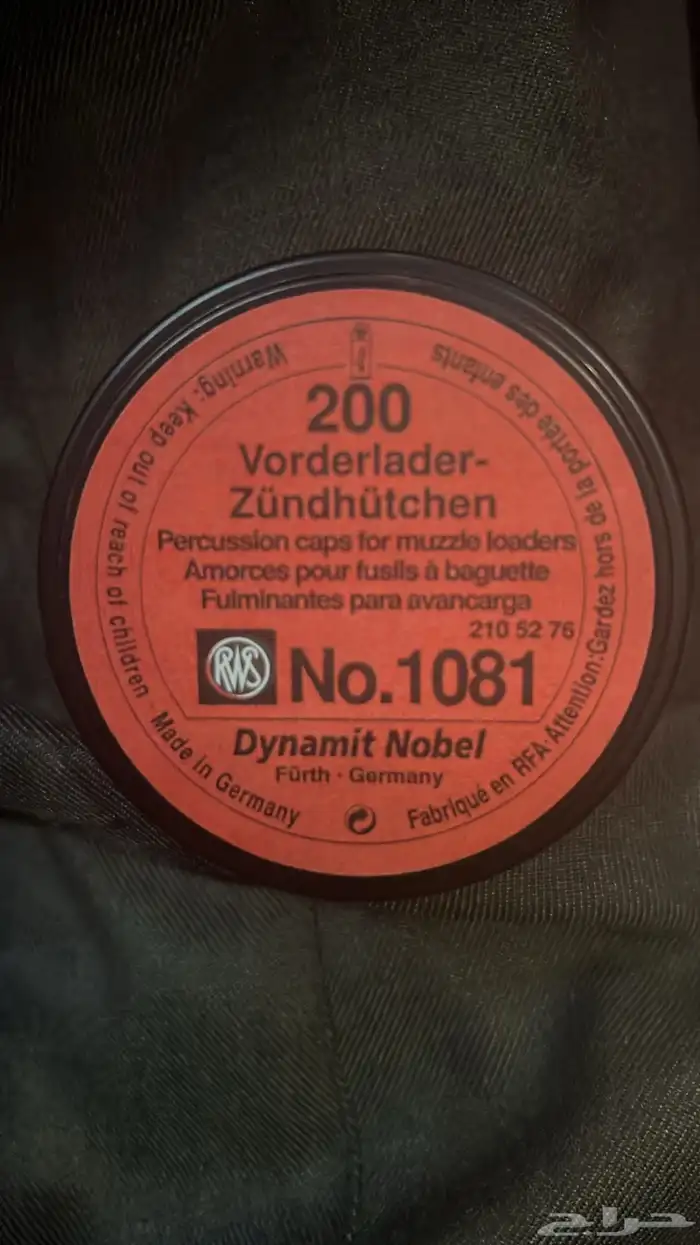 200
Vorderlader-
Zündhütchen
Percussion caps for muzzle loaders
Amorces pour fusils à baguette
Fulminantes para avancarga
210 52 76
RWS No.1081
Dynamit Nobel
Fürth · Germany
Warning: Keep out of reach of children · Made in Germany
Fabriqué en RFA·Attention:Gardez hors de la portée des enfants
حراج